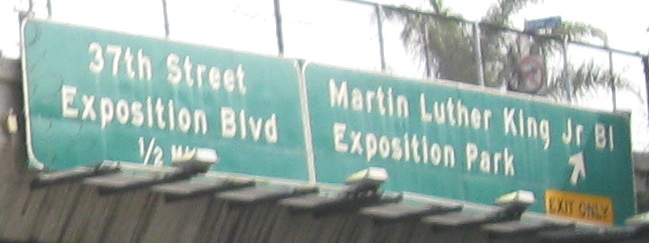 37th Street
Exposition Blvd
1/2
Martin Luther King Jr Bl
Exposition Park
EXIT ONLY